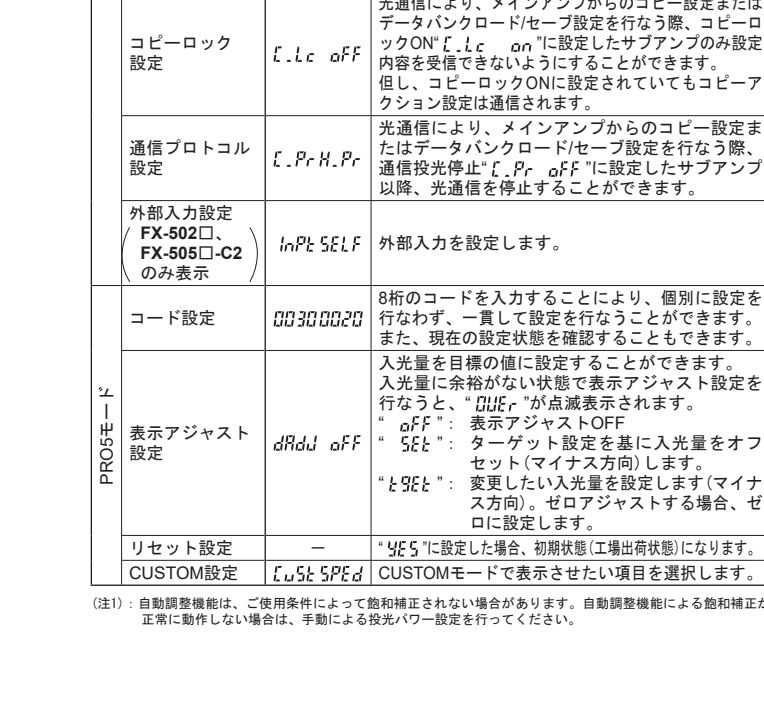 光通信により、メインアンプからのコピー設定または
データバンクロード/セーブ設定を行なう際、コピーロ
ックON“ C.Lc on ”に設定したサブアンプのみ設定
内容を受信できないようにすることができます。
但し、コピーロックONに設定されていてもコピーア
クション設定は通信されます。
コピーロック
設定
C.Lc oFF
光通信により、メインアンプからのコピー設定ま
たはデータバンクロード/セーブ設定を行なう際、
通信投光停止“ C.Pr oFF ”に設定したサブアンプ
以降、光通信を停止することができます。
通信プロトコル
設定
C.PrH.Pr
外部入力設定
FX-502□、
FX-505□-C2
のみ表示
InPt SELF
外部入力を設定します。
PRO5モード
コード設定
00300020
8桁のコードを入力することにより、個別に設定を
行なわず、一貫して設定を行なうことができます。
また、現在の設定状態を確認することもできます。
表示アジャスト
設定
dAdJ oFF
入光量を目標の値に設定することができます。
入光量に余裕がない状態で表示アジャスト設定を
行なうと、“ OVEr ”が点滅表示されます。
“ oFF ”： 表示アジャストOFF
“ SEt ”： ターゲット設定を基に入光量をオフ
セット(マイナス方向)します。
“ t9Et ”： 変更したい入光量を設定します(マイナ
ス方向)。ゼロアジャストする場合、ゼ
ロに設定します。
リセット設定
－
“ YES ”に設定した場合、初期状態(工場出荷状態)になります。
CUSTOM設定
CuSt SPEd
CUSTOMモードで表示させたい項目を選択します。
(注1)：自動調整機能は、ご使用条件によって飽和補正されない場合があります。自動調整機能による飽和補正が
正常に動作しない場合は、手動による投光パワー設定を行ってください。